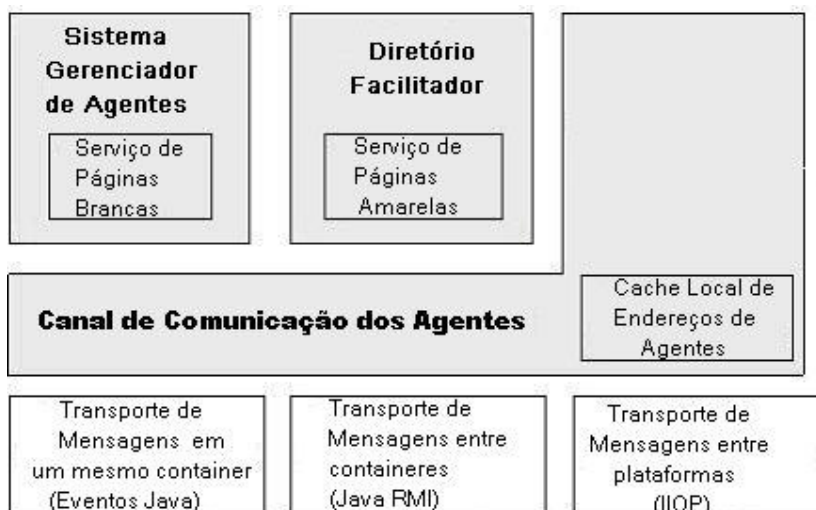 Sistema
Gerenciador
de Agentes
Serviço de
Páginas
Brancas
Diretório
Facilitador
Serviço de
Páginas
Amarelas
Canal de Comunicação dos Agentes
Cache Local de
Endereços de
Agentes
Transporte de
Mensagens em
um mesmo container
(Eventos Java)
Transporte de
Mensagens entre
containeres
(Java RMI)
Transporte de
Mensagens entre
plataformas
(IIOP)